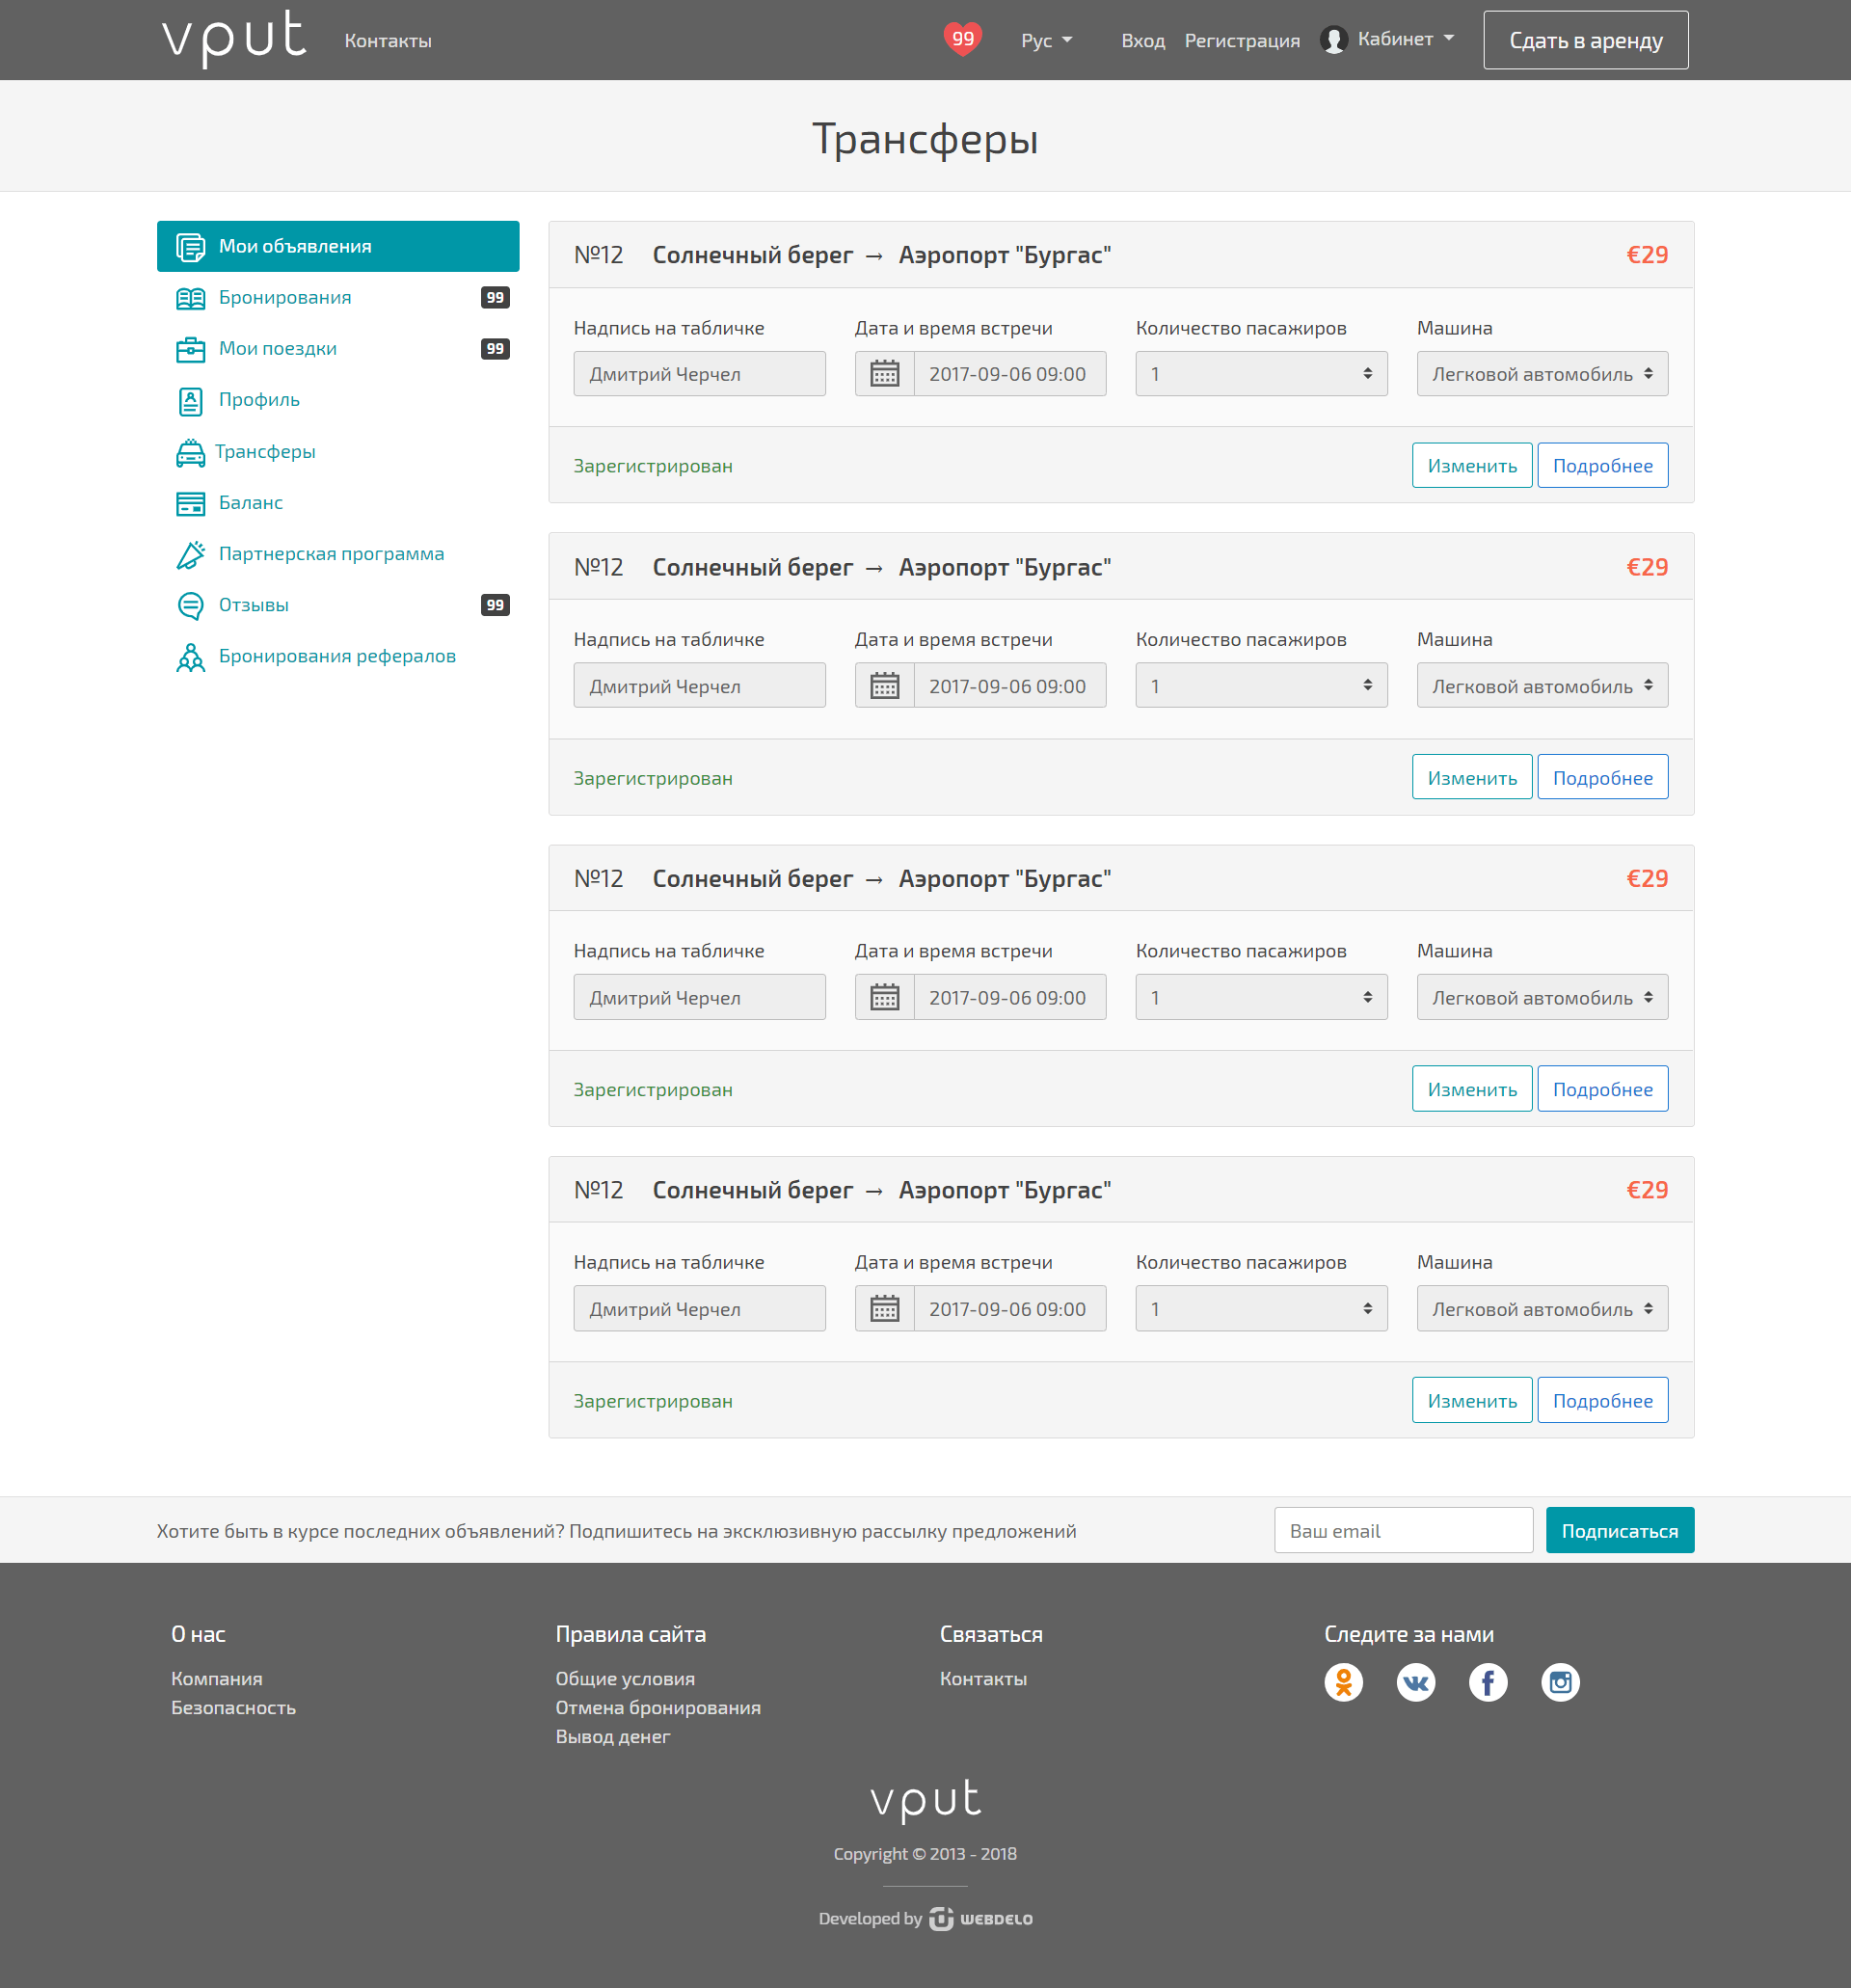 vput
Контакты
99
Рус
Вход
Регистрация
Кабинет
Сдать в аренду
Трансферы
Мои объявления
Бронирования 99
Мои поездки 99
Профиль
Трансферы
Баланс
Партнерская программа
Отзывы 99
Бронирования рефералов
№12 Солнечный берег → Аэропорт "Бургас" €29
Надпись на табличке Дата и время встречи Количество пасажиров Машина
Дмитрий Черчел 2017-09-06 09:00 1 Легковой автомобиль
Зарегистрирован Изменить Подробнее
№12 Солнечный берег → Аэропорт "Бургас" €29
Надпись на табличке Дата и время встречи Количество пасажиров Машина
Дмитрий Черчел 2017-09-06 09:00 1 Легковой автомобиль
Зарегистрирован Изменить Подробнее
№12 Солнечный берег → Аэропорт "Бургас" €29
Надпись на табличке Дата и время встречи Количество пасажиров Машина
Дмитрий Черчел 2017-09-06 09:00 1 Легковой автомобиль
Зарегистрирован Изменить Подробнее
№12 Солнечный берег → Аэропорт "Бургас" €29
Надпись на табличке Дата и время встречи Количество пасажиров Машина
Дмитрий Черчел 2017-09-06 09:00 1 Легковой автомобиль
Зарегистрирован Изменить Подробнее
Хотите быть в курсе последних объявлений? Подпишитесь на эксклюзивную рассылку предложений Ваш email Подписаться
О нас
Компания
Безопасность
Правила сайта
Общие условия
Отмена бронирования
Вывод денег
Связаться
Контакты
Следите за нами
vput
Copyright © 2013 - 2018
Developed by WEBDELO